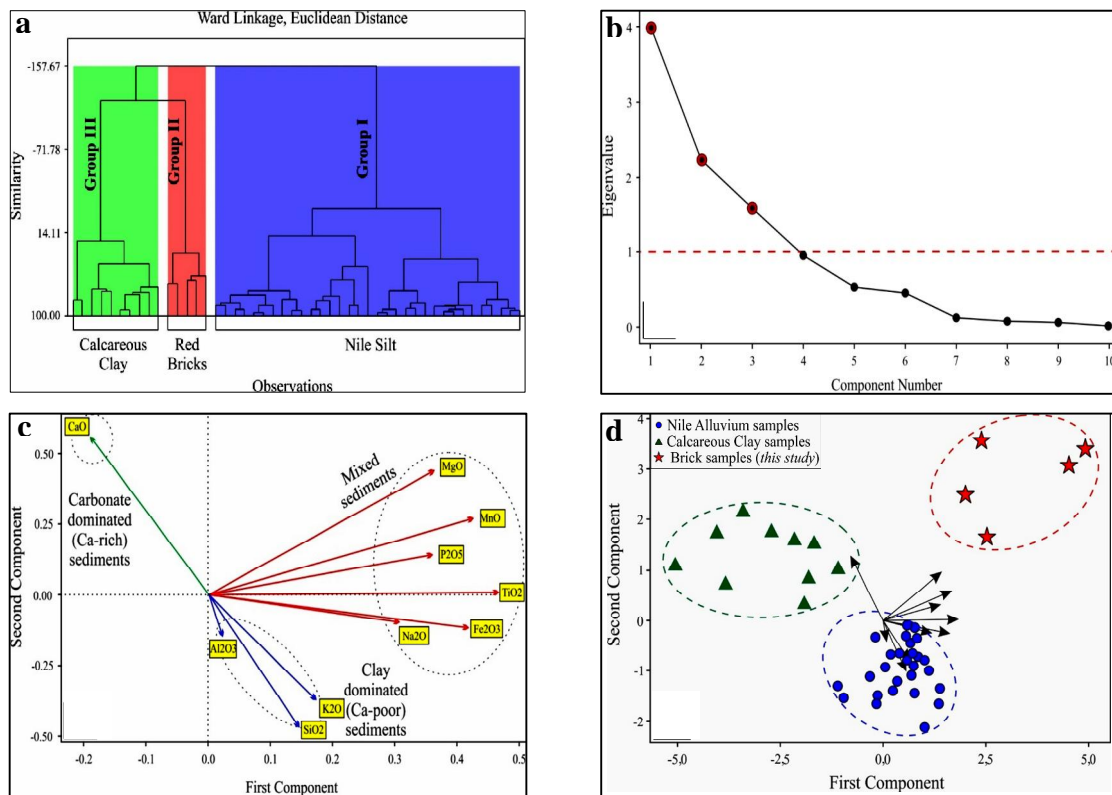 a
Ward Linkage, Euclidean Distance
Similarity
-157.67
-71.78
14.11
100.00
Group III
Group II
Group I
Calcareous
Clay
Red
Bricks
Nile Silt
Observations
b
Eigenvalue
4
3
2
1
0
1
2
3
4
5
6
7
8
9
10
Component Number
c
Second Component
0.50
0.25
0.00
-0.25
-0.50
CaO
Carbonate
dominated
(Ca-rich)
sediments
Mixed
sediments
MgO
MnO
P2O5
TiO2
Na2O
Fe2O3
Al2O3
K2O
SiO2
Clay
dominated
(Ca-poor)
sediments
-0.2
-0.1
0.0
0.1
0.2
0.3
0.4
0.5
First Component
d
Nile Alluvium samples
Calcareous Clay samples
Brick samples (this study)
Second Component
4
3
2
1
0
-1
-2
-5.0
-2.5
0,0
2.5
5.0
First Component